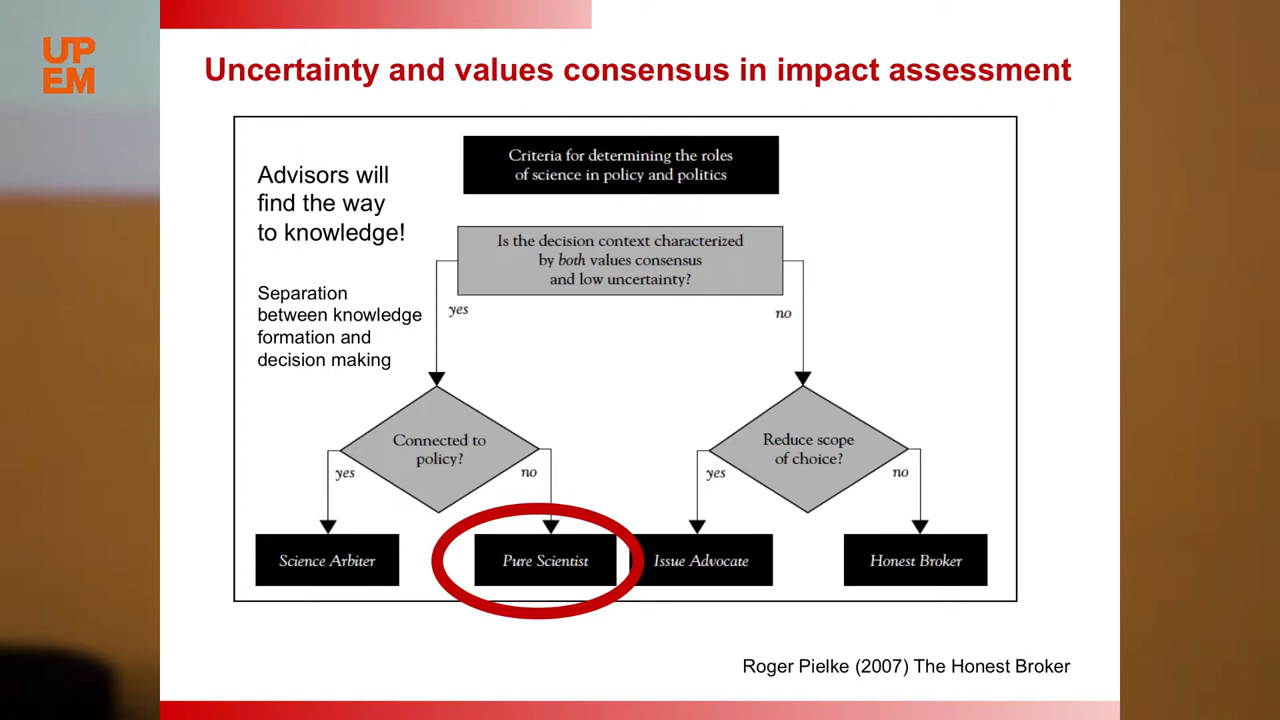 UP
EM
Uncertainty and values consensus in impact assessment
Criteria for determining the roles
of science in policy and politics
Advisors will
find the way
to knowledge!
Is the decision context characterized
by both values consensus
and low uncertainty?
Separation
between knowledge
formation and
decision making
yes
no
Connected to
policy?
yes
no
Reduce scope
of choice?
yes
no
Science Arbiter
Pure Scientist
Issue Advocate
Honest Broker
Roger Pielke (2007) The Honest Broker